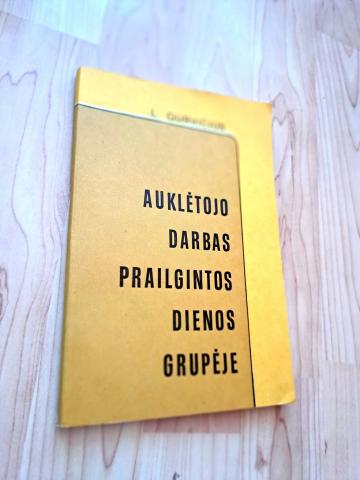 L.
AUKLĖTOJO
DARBAS
PRAILGINTOS
DIENOS
GRUPĖJE